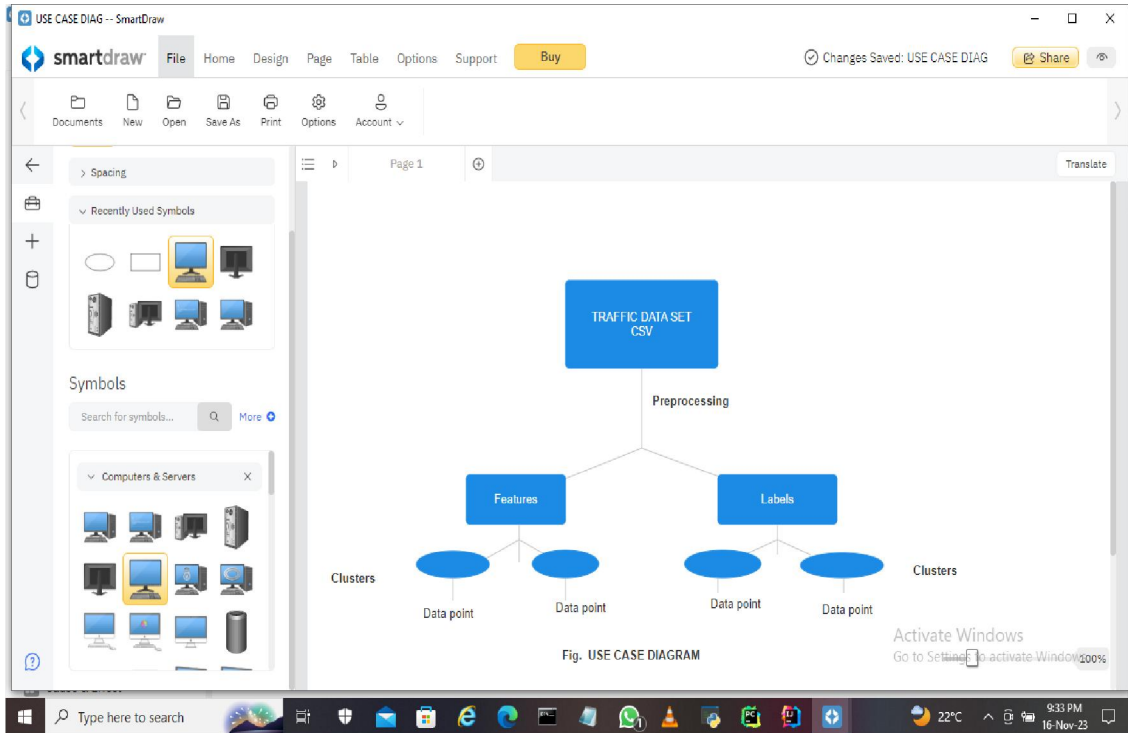 USE CASE DIAG -- SmartDraw
smartdraw File Home Design Page Table Options Support Buy Changes Saved: USE CASE DIAG Share
Documents New Open Save As Print Options Account
Page 1 Translate
Spacing
Recently Used Symbols
Symbols
Search for symbols... More
Computers & Servers
TRAFFIC DATA SET
CSV
Preprocessing
Features Labels
Clusters Clusters
Data point Data point Data point Data point
Fig. USE CASE DIAGRAM
Activate Windows
Go to Settings to activate Windows
100%
Type here to search
22°C
9:33 PM
16-Nov-23